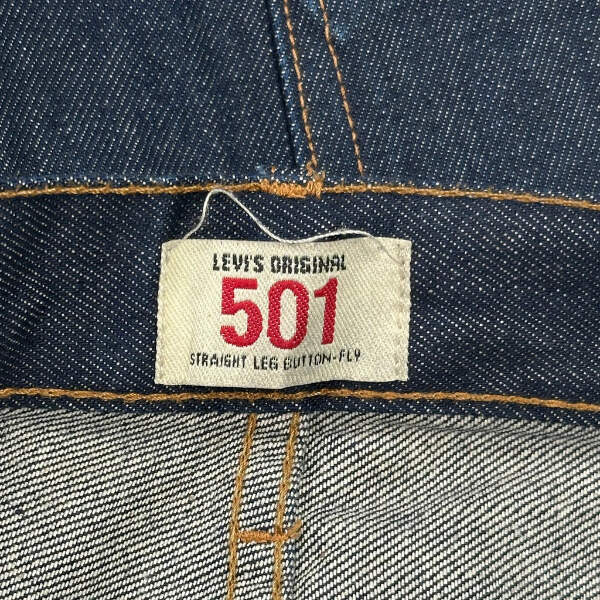 LEVI'S ORIGINAL
501
STRAIGHT LEG BUTTON-FLY